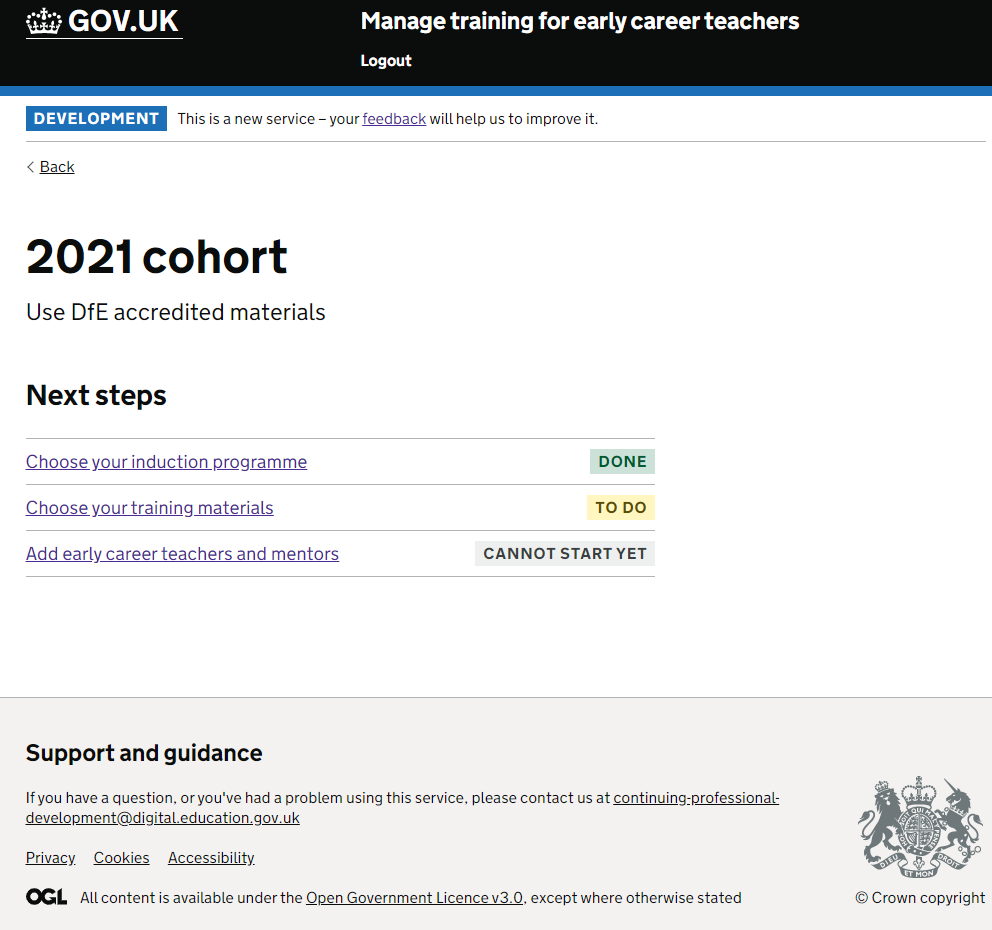 GOV.UK
Manage training for early career teachers
Logout
DEVELOPMENT This is a new service – your feedback will help us to improve it.
Back
2021 cohort
Use DfE accredited materials
Next steps
Choose your induction programme DONE
Choose your training materials TO DO
Add early career teachers and mentors CANNOT START YET
Support and guidance
If you have a question, or you've had a problem using this service, please contact us at continuing-professional-
development@digital.education.gov.uk
Privacy Cookies Accessibility
OGL All content is available under the Open Government Licence v3.0, except where otherwise stated
DIEU ET MON DROIT
© Crown copyright